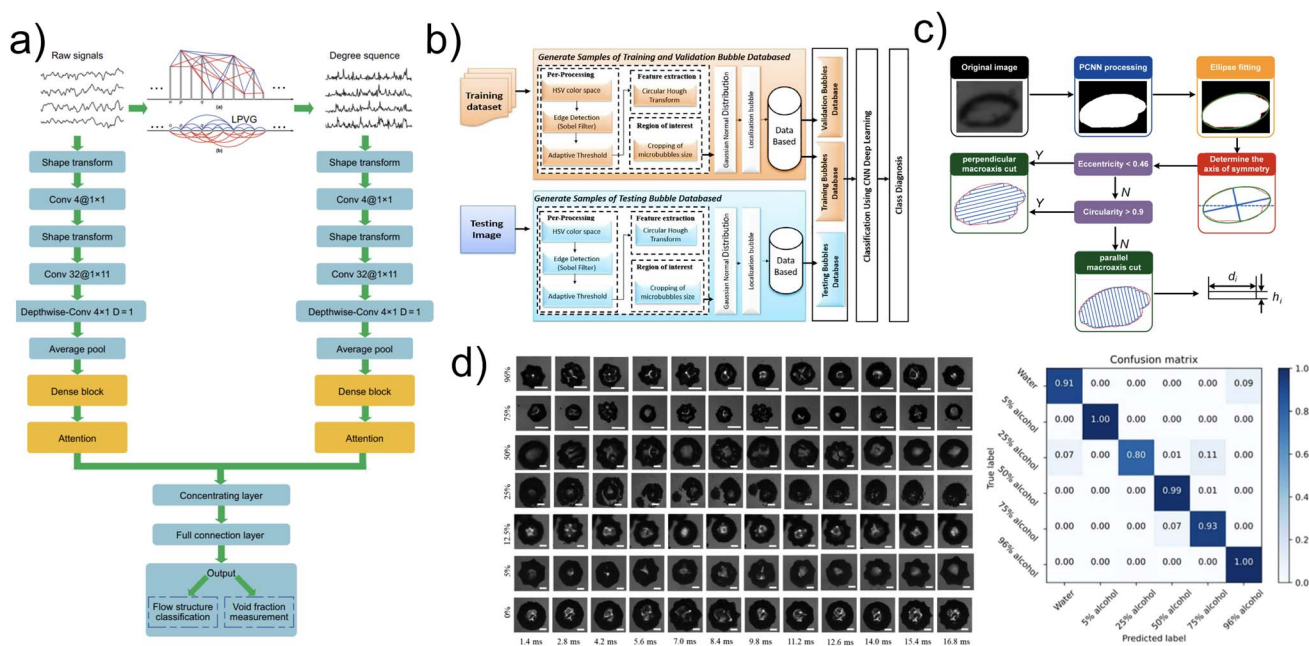 a)
Raw signals
Degree squence
(a)
LPVG
(b)
Shape transform
Conv 4@1×1
Shape transform
Conv 32@1×11
Depthwise-Conv 4×1 D = 1
Average pool
Dense block
Attention
Shape transform
Conv 4@1×1
Shape transform
Conv 32@1×11
Depthwise-Conv 4×1 D = 1
Average pool
Dense block
Attention
Concentrating layer
Full connection layer
Output
Flow structure
classification
Void fraction
measurement
b)
Training
dataset
Generate Samples of Training and Validation Bubble Databased
Per-Processing
HSV color space
Edge Detection
(Sobel Filter)
Adaptive Threshold
Feature extraction
Circular Hough
Transform
Region of interest
Cropping of
microbubbles size
Gaussian Normal Distribution
Localization bubble
Data
Based
Testing
Image
Generate Samples of Testing Bubble Databased
Per-Processing
HSV color space
Edge Detection
(Sobel Filter)
Adaptive Threshold
Feature extraction
Circular Hough
Transform
Region of interest
Cropping of
microbubbles size
Gaussian Normal Distribution
Localization bubble
Data
Based
Validation Bubbles
Database
Training Bubbles
Database
Testing Bubbles
Database
Classification Using CNN Deep Learning
Class Diagnosis
c)
Original image
PCNN processing
Ellipse fitting
perpendicular
macroaxis cut
Y
Eccentricity < 0.46
Determine the
axis of symmetry
N
Y
Circularity > 0.9
N
parallel
macroaxis cut
di
hi
d)
96%
75%
50%
25%
12.5%
5%
0%
1.4 ms 2.8 ms 4.2 ms 5.6 ms 7.0 ms 8.4 ms 9.8 ms 11.2 ms 12.6 ms 14.0 ms 15.4 ms 16.8 ms
Confusion matrix
True label
Water 0.91 0.00 0.00 0.00 0.00 0.09
5% alcohol 0.00 1.00 0.00 0.00 0.00 0.00
25% alcohol 0.07 0.00 0.80 0.01 0.11 0.00
50% alcohol 0.00 0.00 0.00 0.99 0.01 0.00
75% alcohol 0.00 0.00 0.00 0.07 0.93 0.00
96% alcohol 0.00 0.00 0.00 0.00 0.00 1.00
Water 5% alcohol 25% alcohol 50% alcohol 75% alcohol 96% alcohol
Predicted label
1.0
0.8
0.6
0.4
0.2
0.0